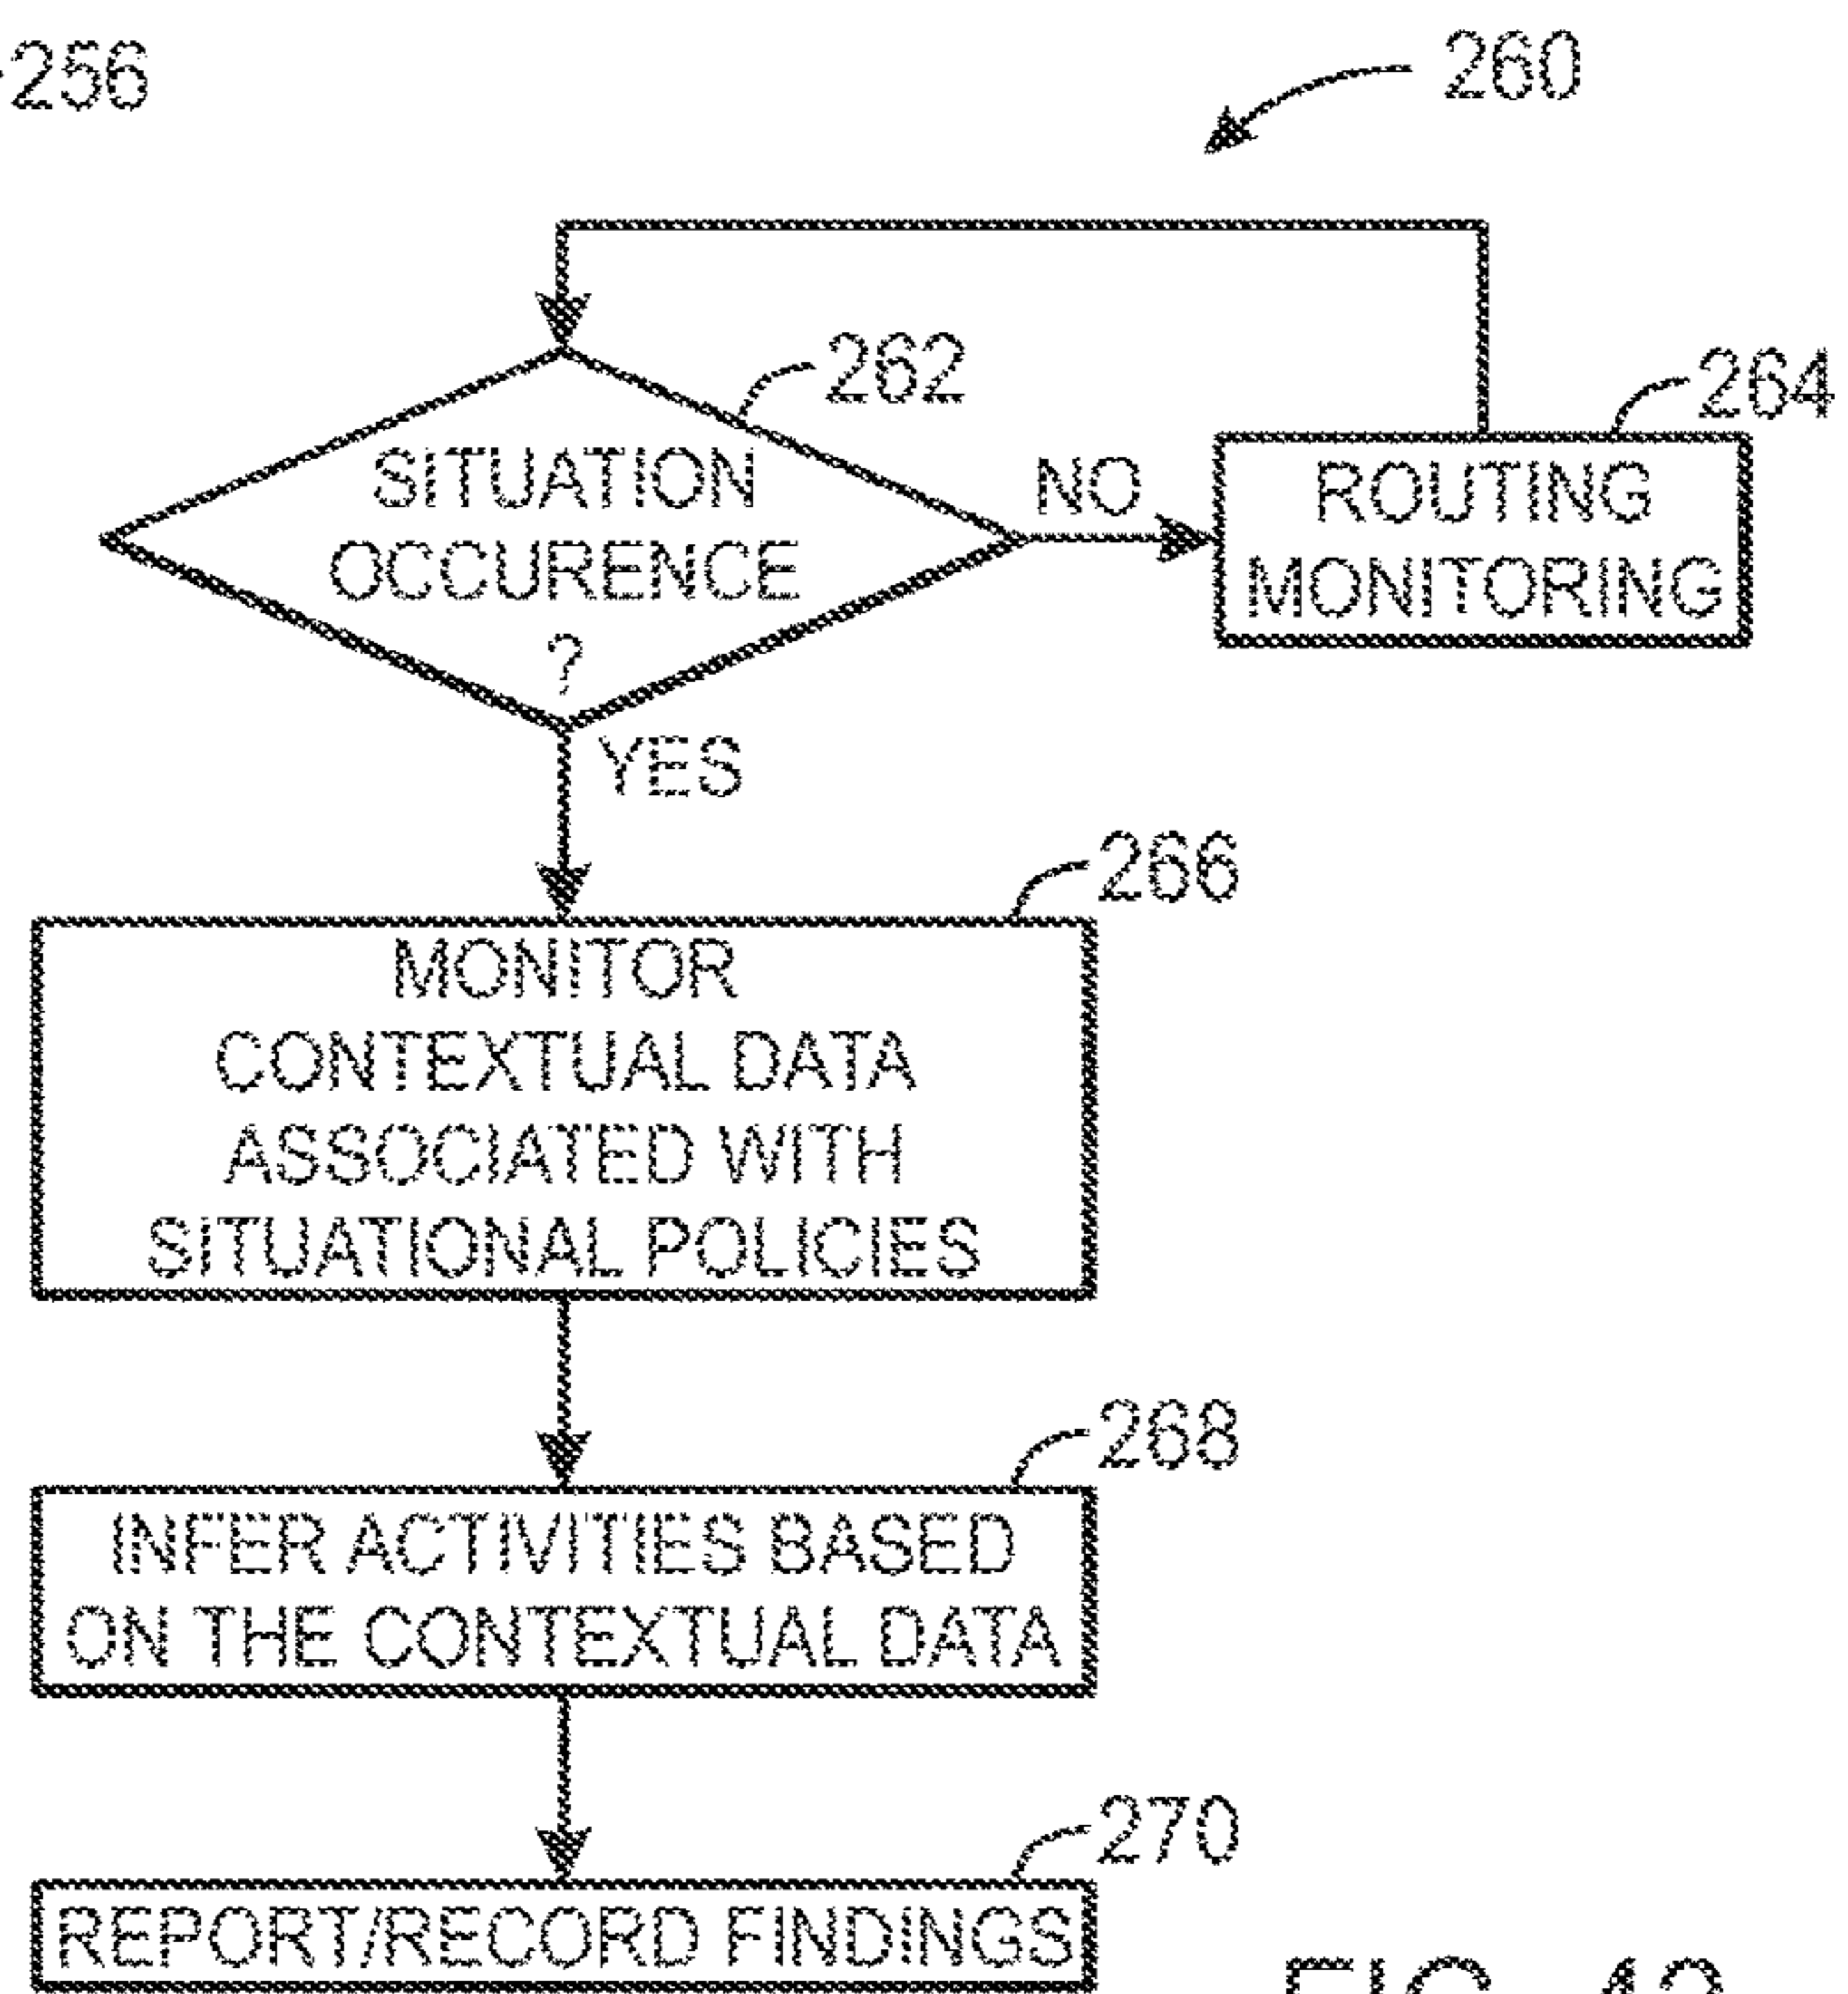 256
260
262
SITUATION
OCCURENCE
?
NO
264
ROUTING
MONITORING
YES
266
MONITOR
CONTEXTUAL DATA
ASSOCIATED WITH
SITUATIONAL POLICIES
268
INFER ACTIVITIES BASED
ON THE CONTEXTUAL DATA
270
REPORT/RECORD FINDINGS
FIG.